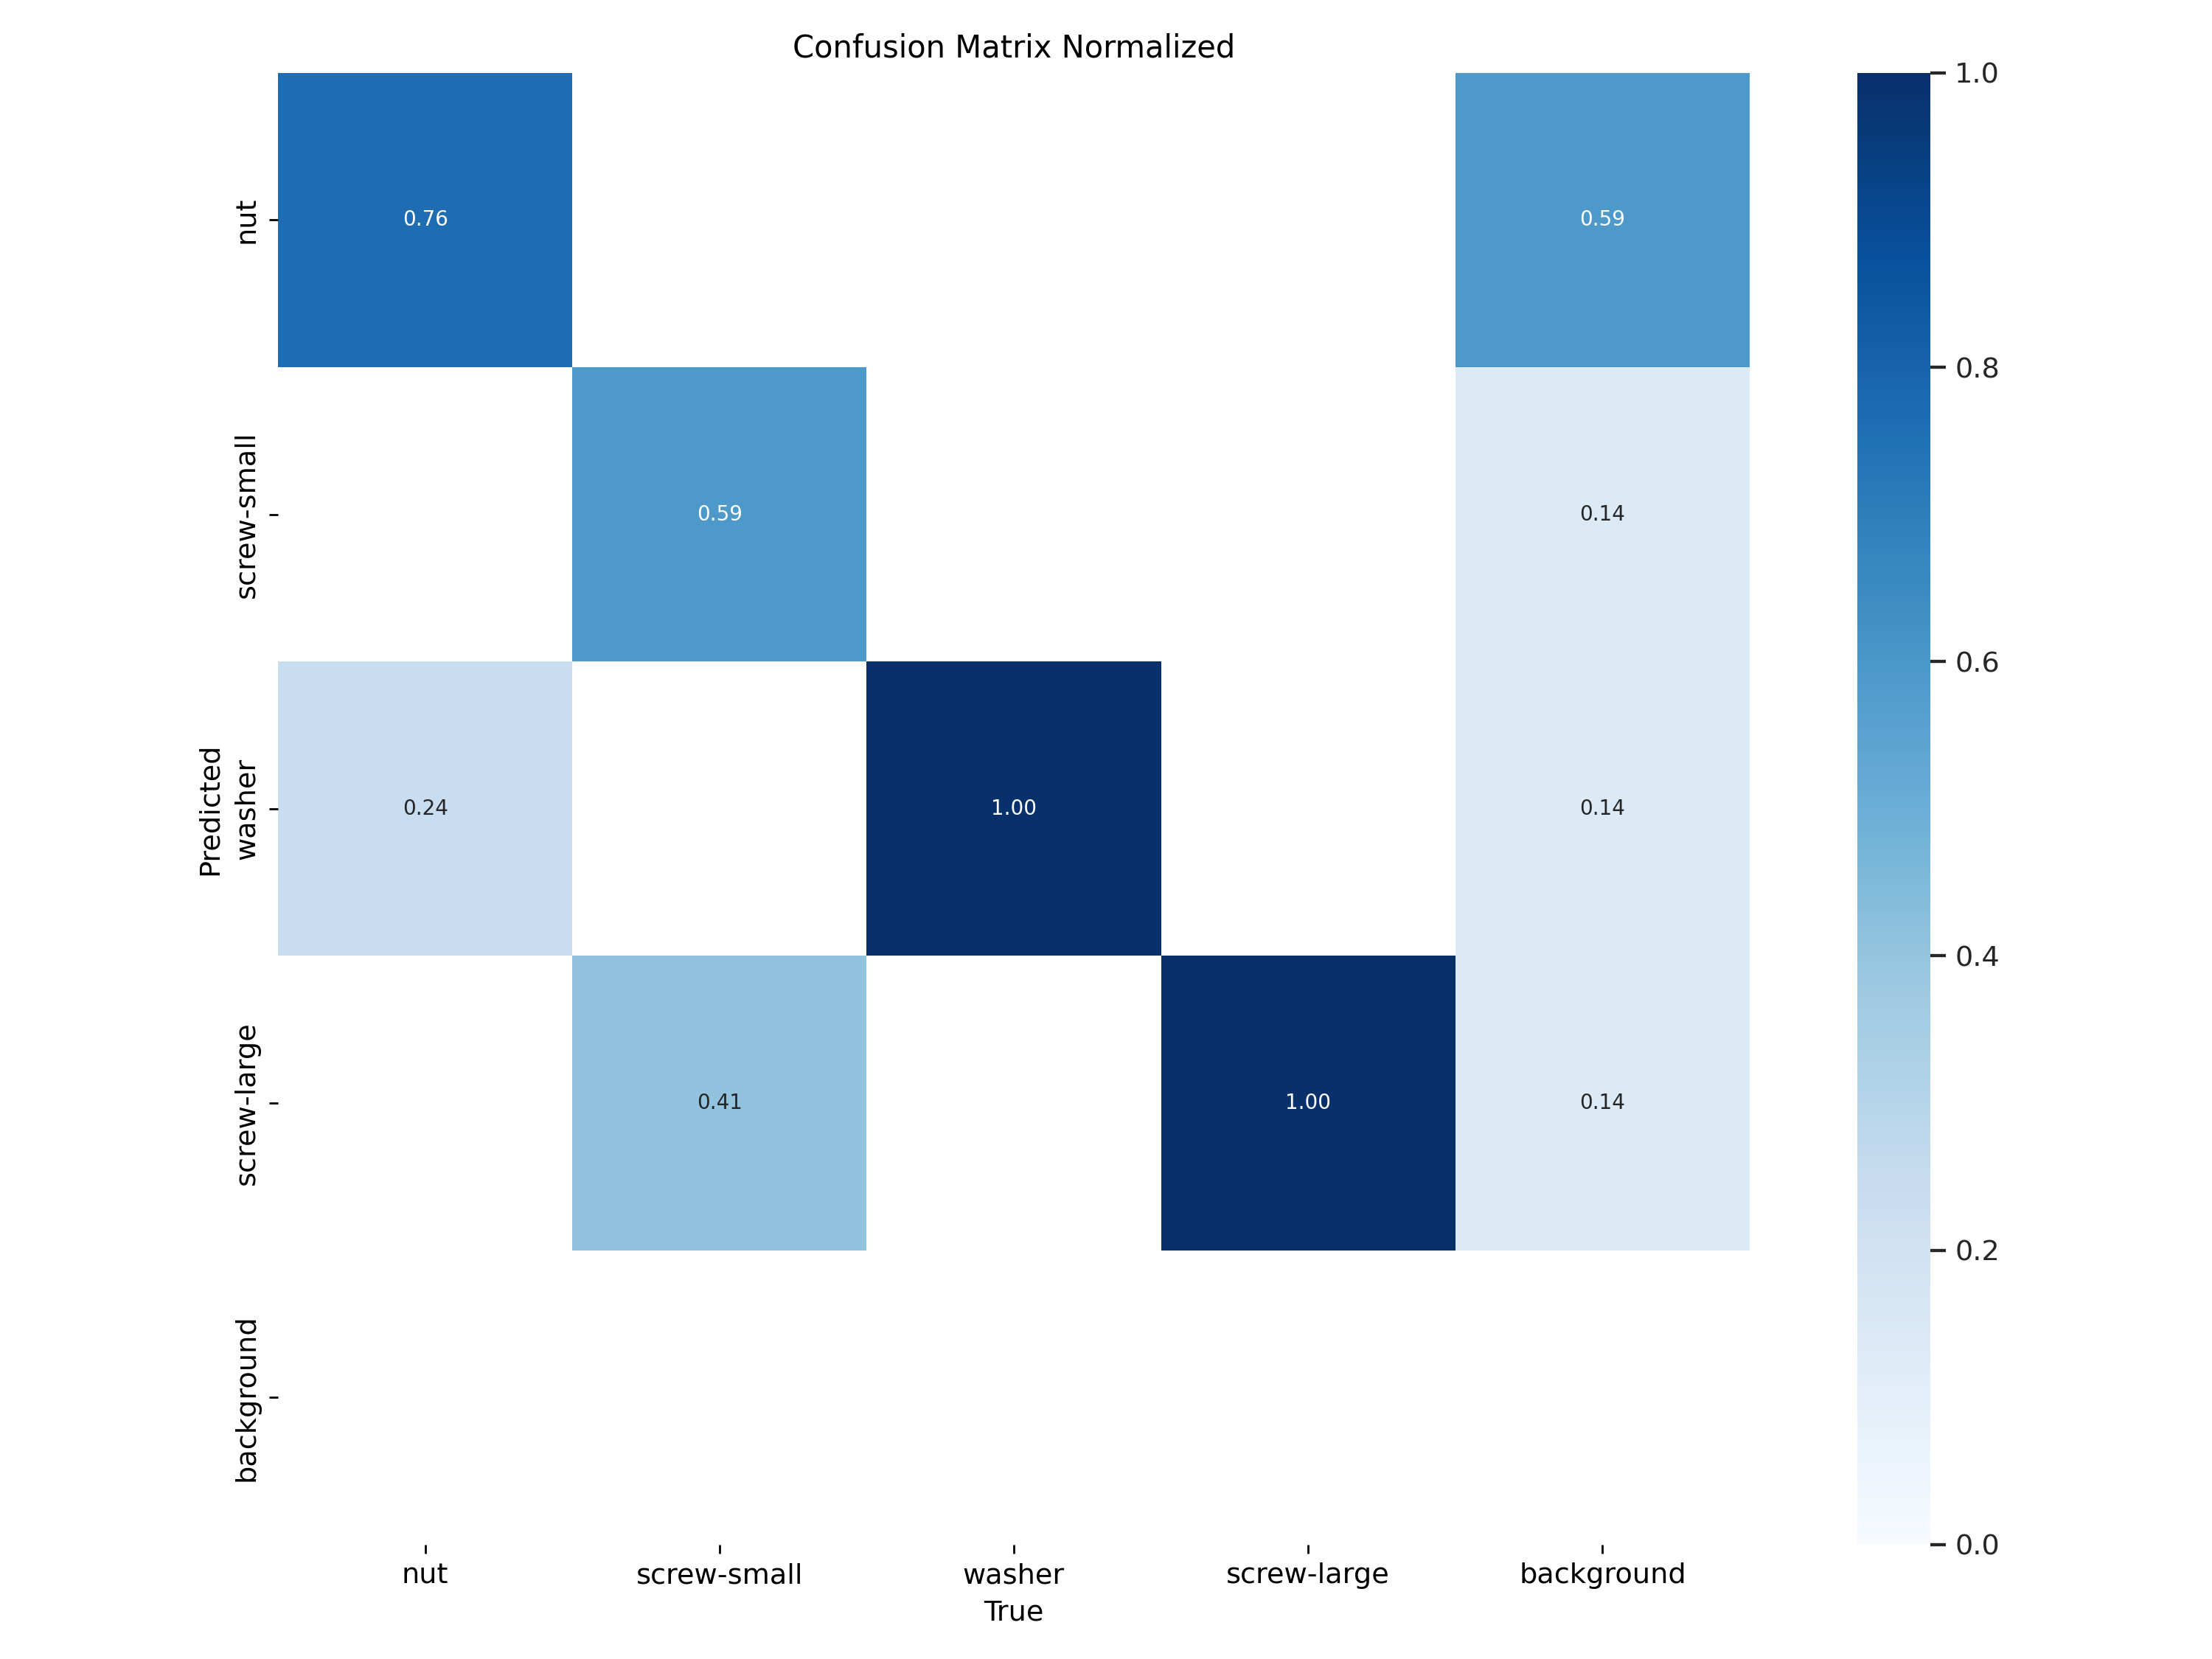 Confusion Matrix Normalized
nut
0.76
0.59
screw-small
0.59
0.14
Predicted
washer
0.24
1.00
0.14
screw-large
0.41
1.00
0.14
background
nut
screw-small
washer
screw-large
background
True
1.0
0.8
0.6
0.4
0.2
0.0